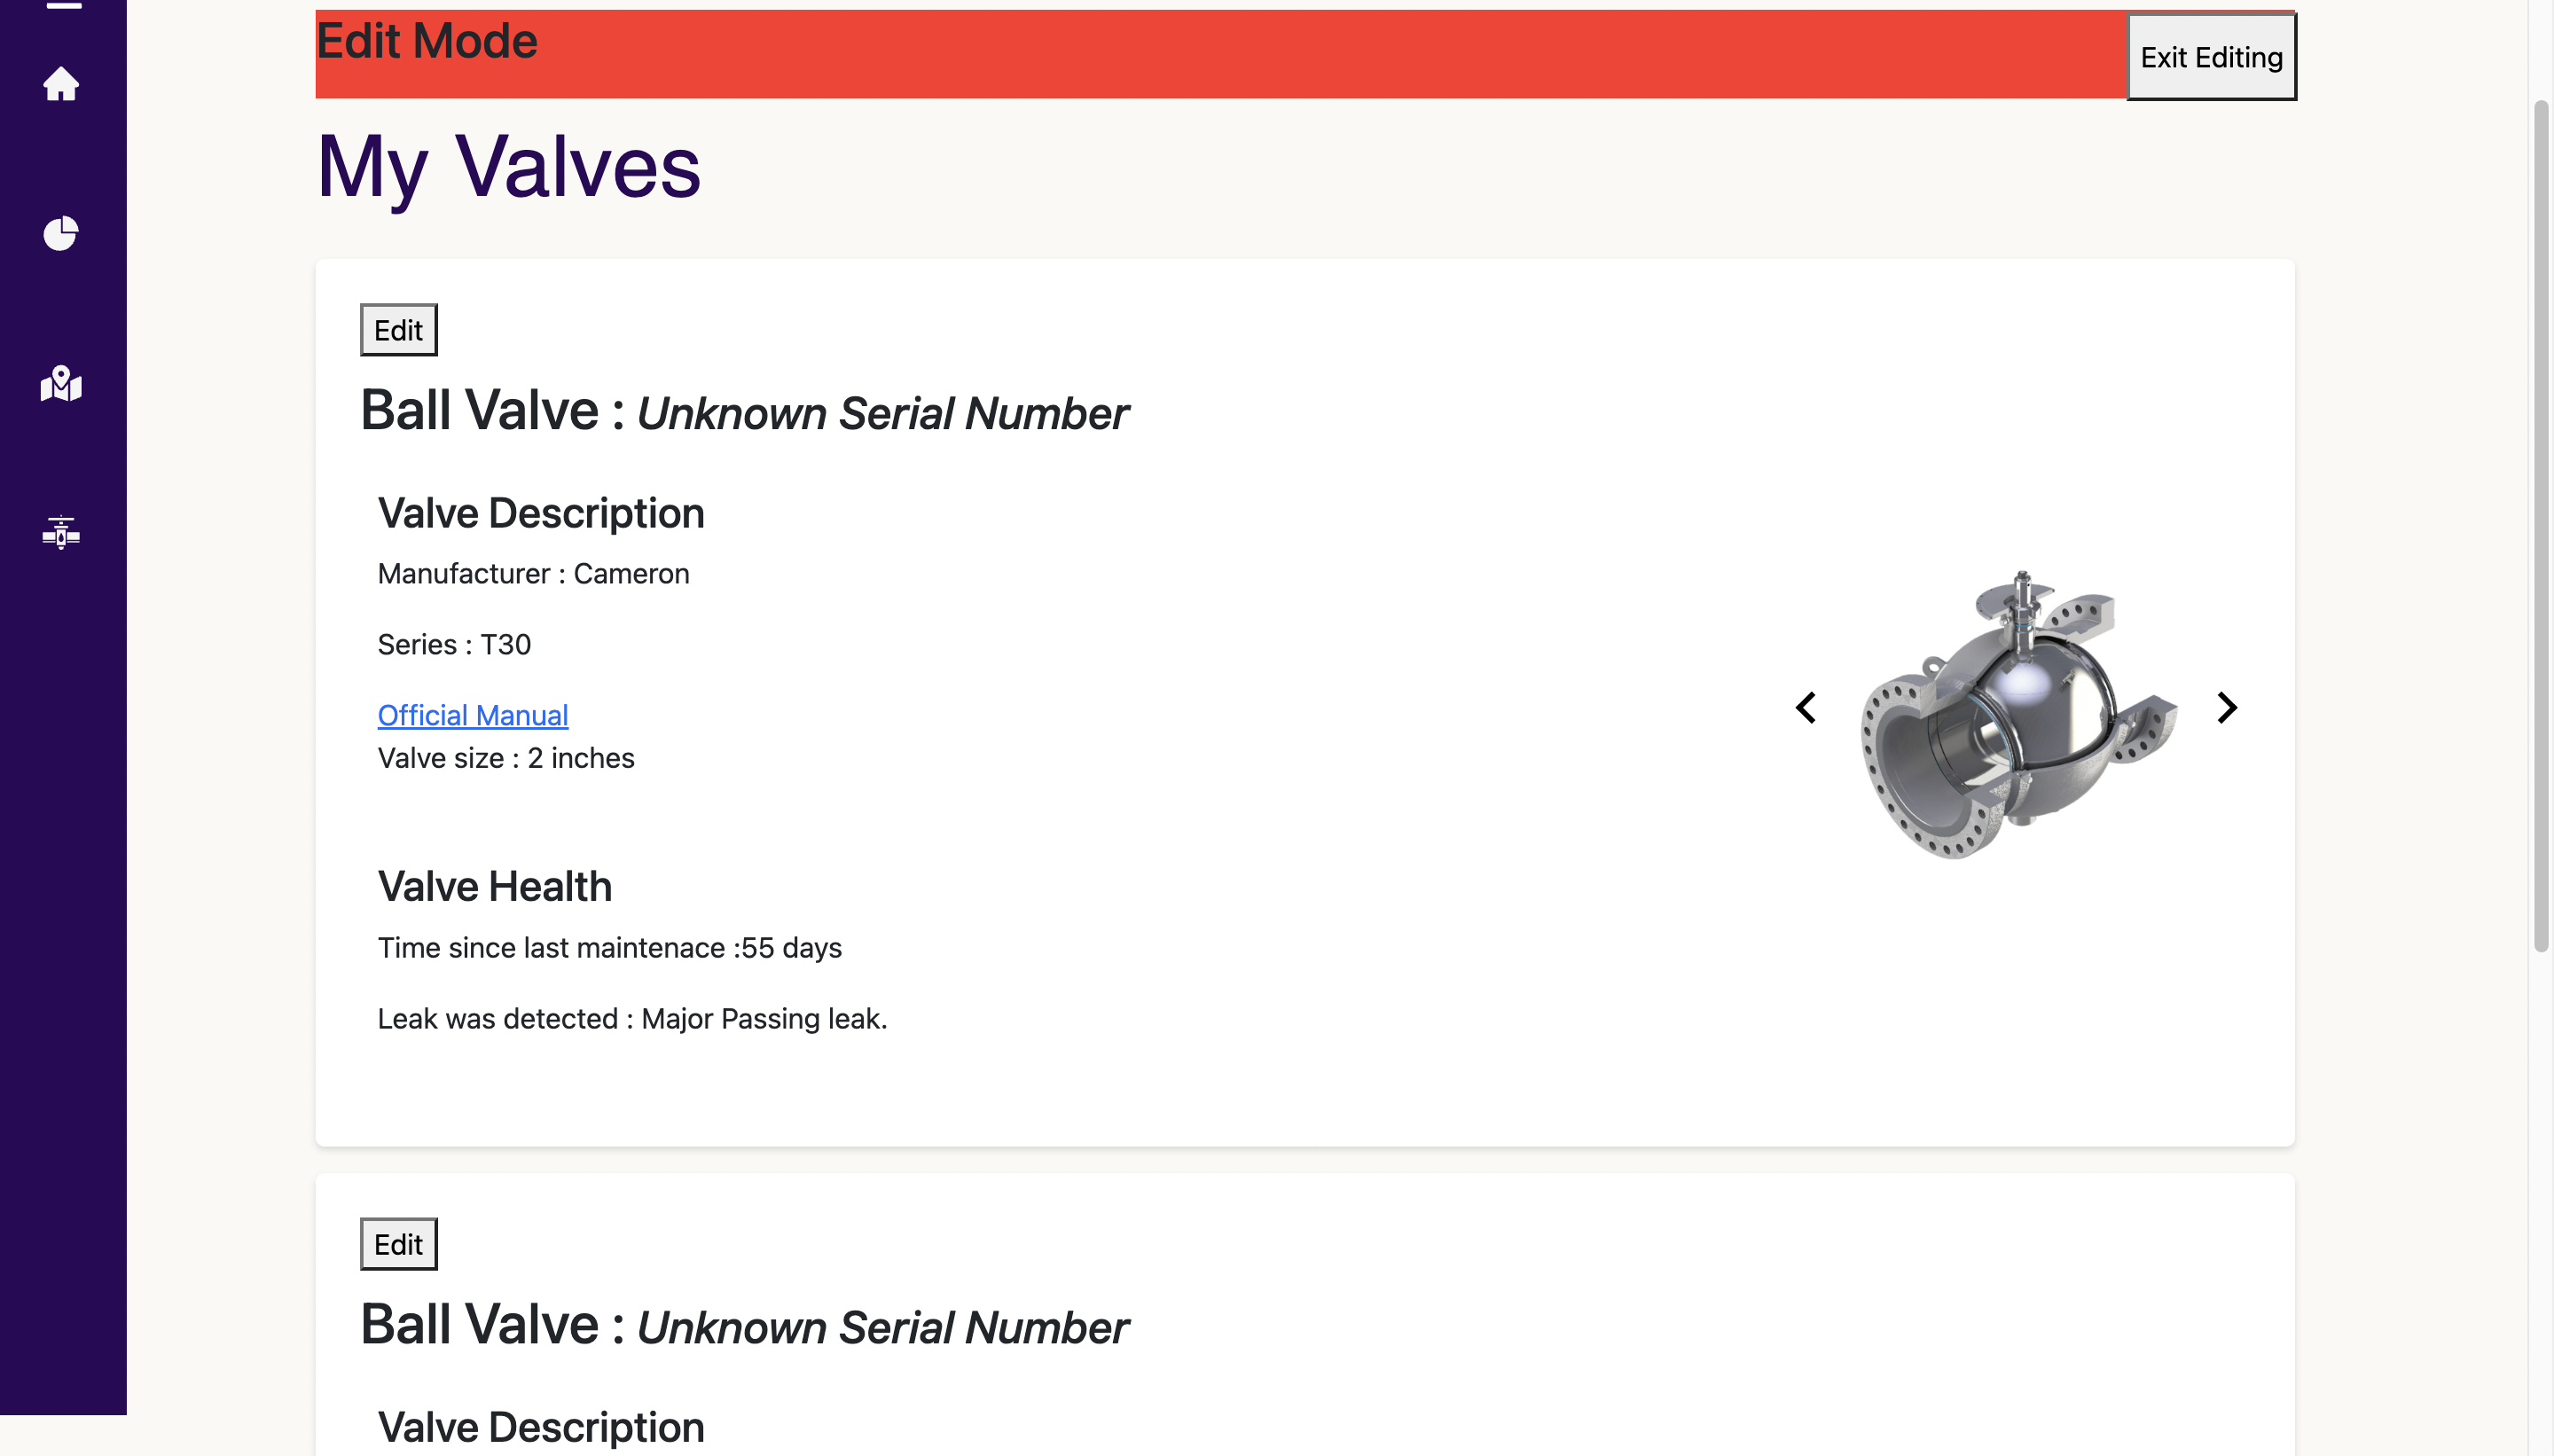 Edit Mode
Exit Editing
My Valves
Edit
Ball Valve : Unknown Serial Number
Valve Description
Manufacturer : Cameron
Series : T30
Official Manual
Valve size : 2 inches
Valve Health
Time since last maintenace :55 days
Leak was detected : Major Passing leak.
Edit
Ball Valve : Unknown Serial Number
Valve Description